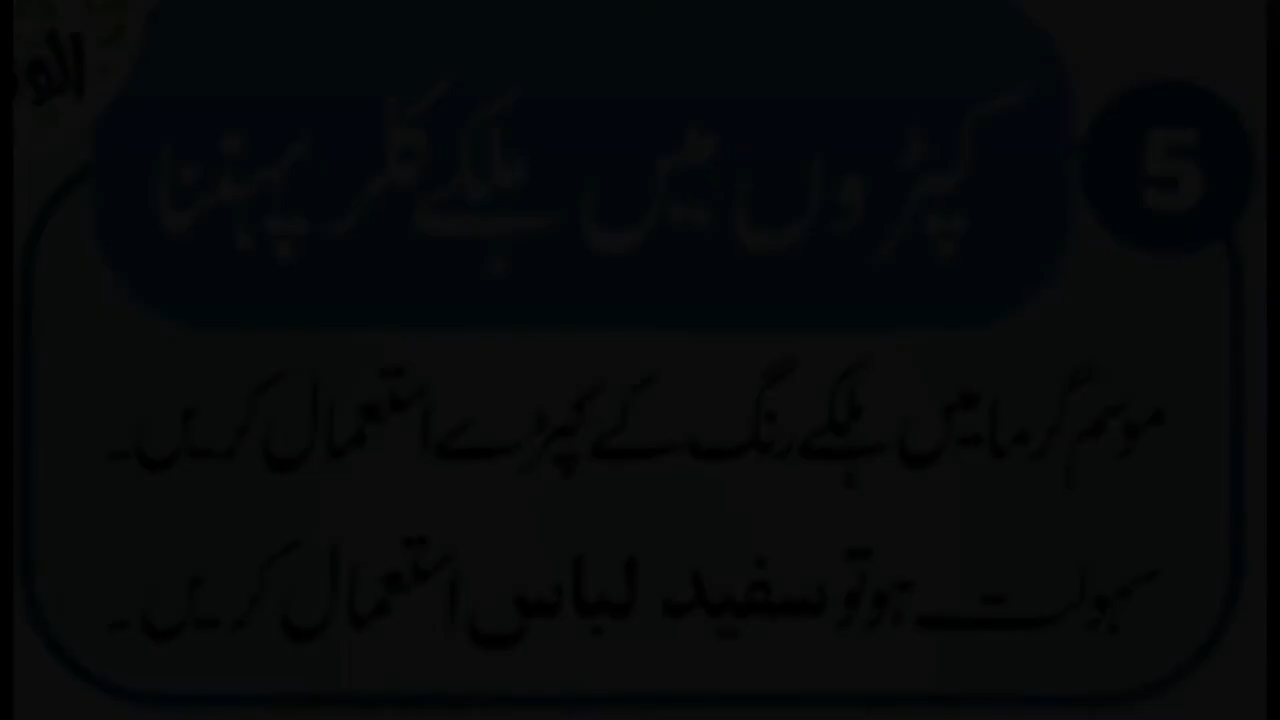 5
کپڑوں میں ہلکے کلر پہننا
موسم گرما میں ہلکے رنگ کے کپڑے استعمال کریں۔
سہولت ہو تو سفید لباس استعمال کریں۔